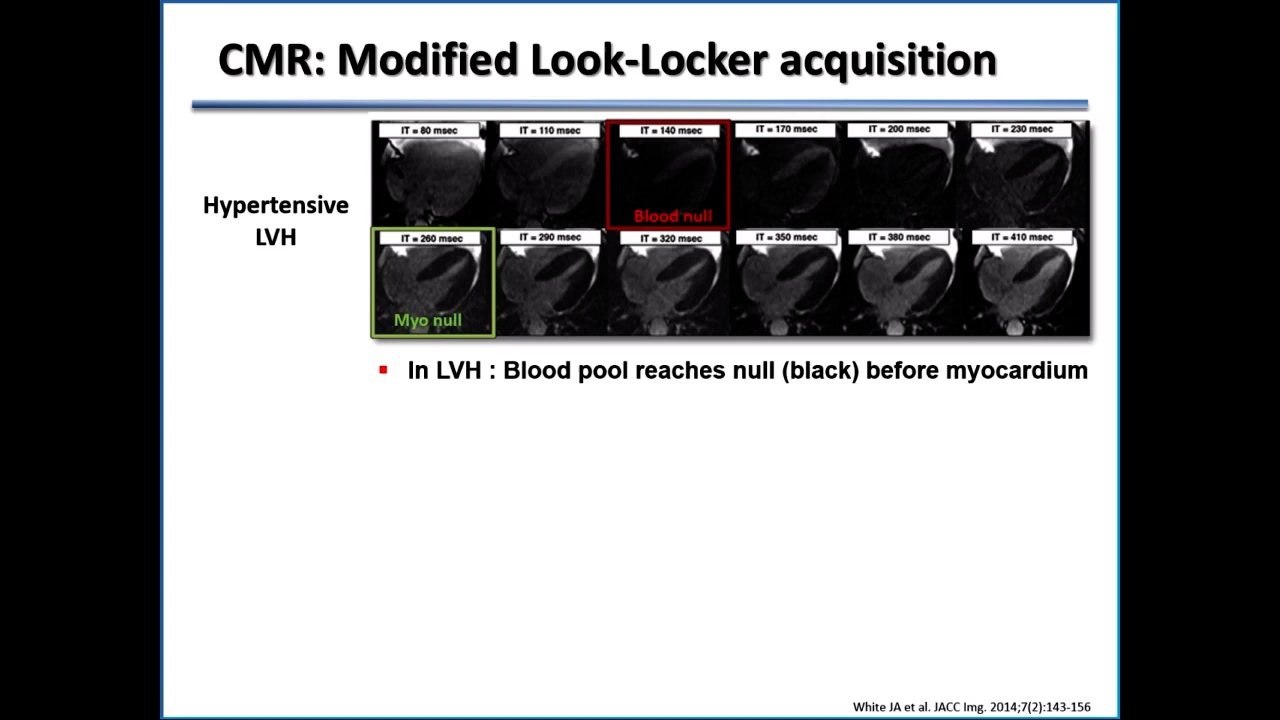 CMR: Modified Look-Locker acquisition
Hypertensive
LVH
IT = 80 msec
IT = 110 msec
IT = 140 msec
IT = 170 msec
IT = 200 msec
IT = 230 msec
Blood null
IT = 260 msec
IT = 290 msec
IT = 320 msec
IT = 350 msec
IT = 380 msec
IT = 410 msec
Myo null
In LVH : Blood pool reaches null (black) before myocardium
White JA et al. JACC Img. 2014;7(2):143-156